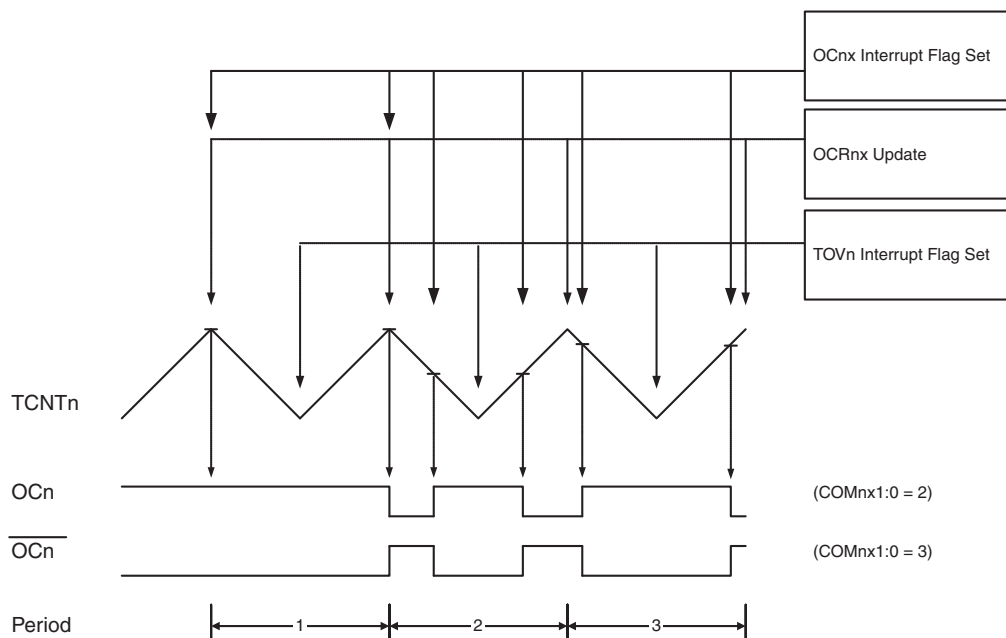 OCnx Interrupt Flag Set
OCRnx Update
TOVn Interrupt Flag Set
TCNTn
OCn
(COMnx1:0 = 2)
OCn
(COMnx1:0 = 3)
Period
1
2
3